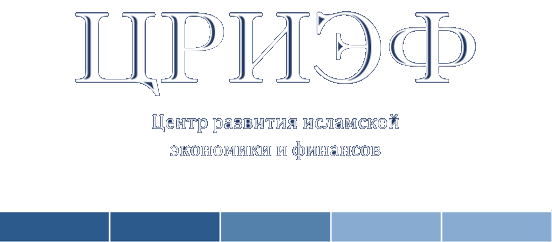 ЦРИЭФ
Центр развития исламской
экономики и финансов